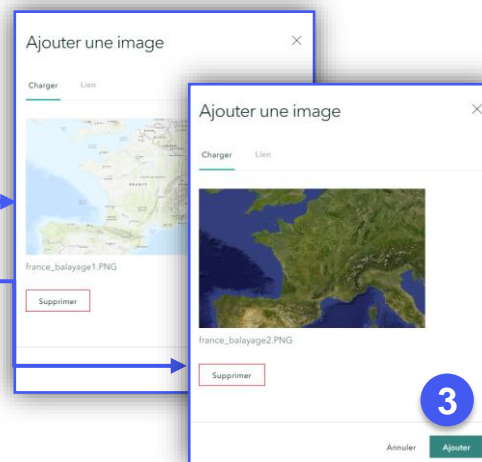 Ajouter une image
Charger Lien
FRANCE
france_balayage1.PNG
Supprimer
Ajouter une image
Charger Lien
france_balayage2.PNG
Supprimer
3
Annuler Ajouter